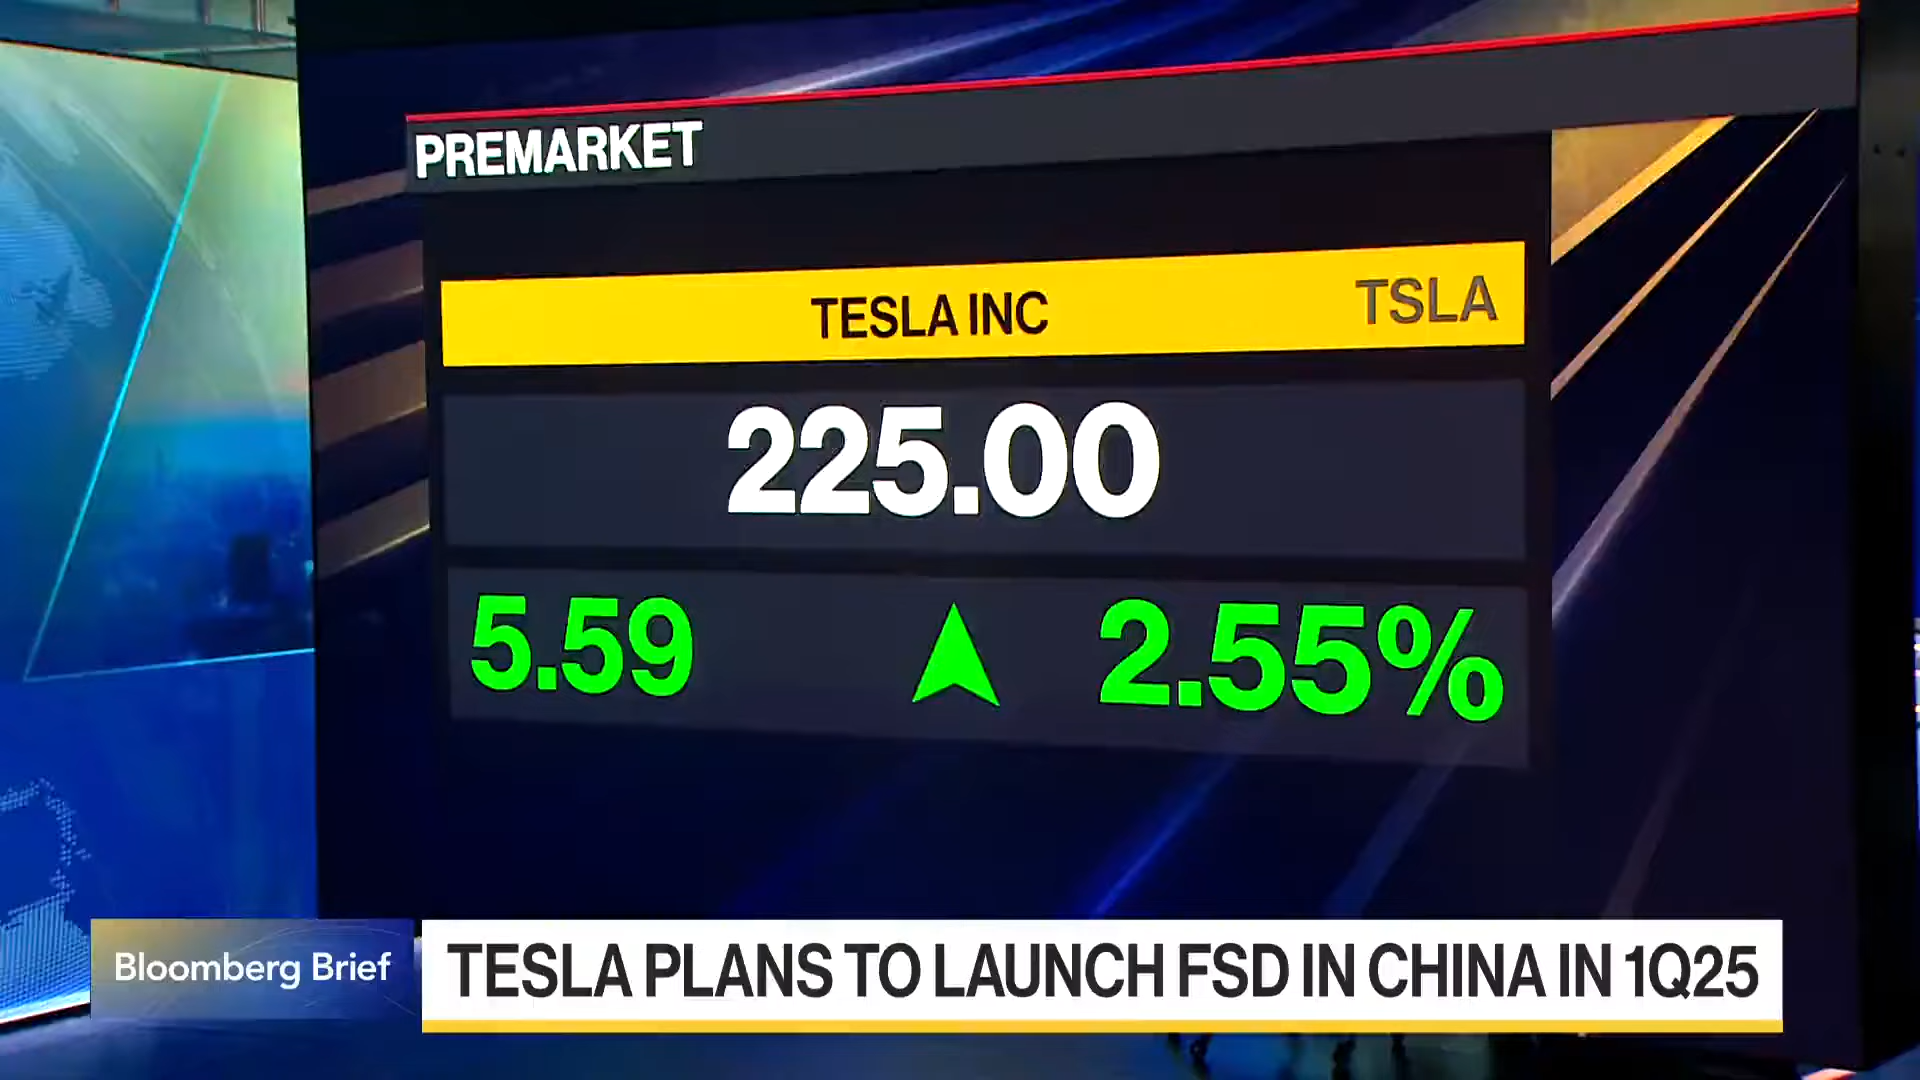 PREMARKET
TESLA INC TSLA
225.00
5.59 ▲ 2.55%
Bloomberg Brief
TESLA PLANS TO LAUNCH FSD IN CHINA IN 1Q25